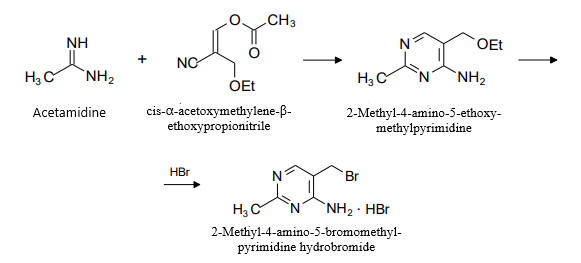 NH
H3C
NH2
Acetamidine
+
O
CH3
O
NC
OEt
cis-α-acetoxymethylene-β-
ethoxypropionitrile
N
OEt
H3C
N
NH2
2-Methyl-4-amino-5-ethoxy-
methylpyrimidine
HBr
N
Br
H3C
N
NH2 · HBr
2-Methyl-4-amino-5-bromomethyl-
pyrimidine hydrobromide